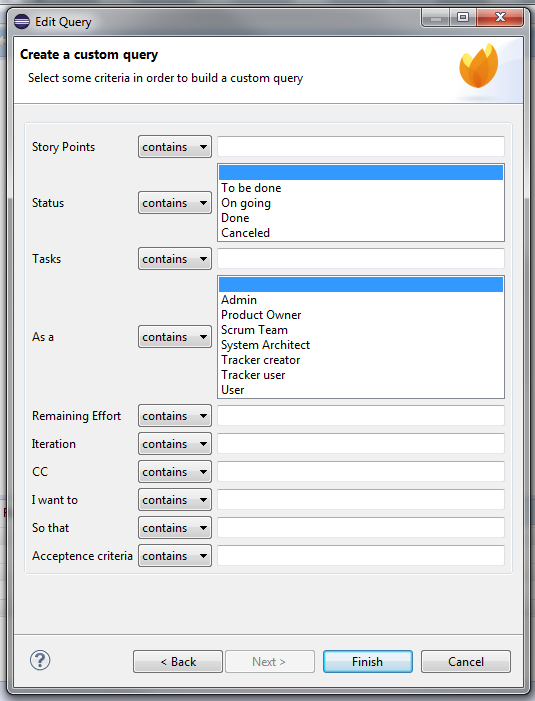 Edit Query
Create a custom query
Select some criteria in order to build a custom query
Story Points contains
Status contains
To be done
On going
Done
Canceled
Tasks contains
As a contains
Admin
Product Owner
Scrum Team
System Architect
Tracker creator
Tracker user
User
Remaining Effort contains
Iteration contains
CC contains
I want to contains
So that contains
Acceptence criteria contains
? < Back Next > Finish Cancel